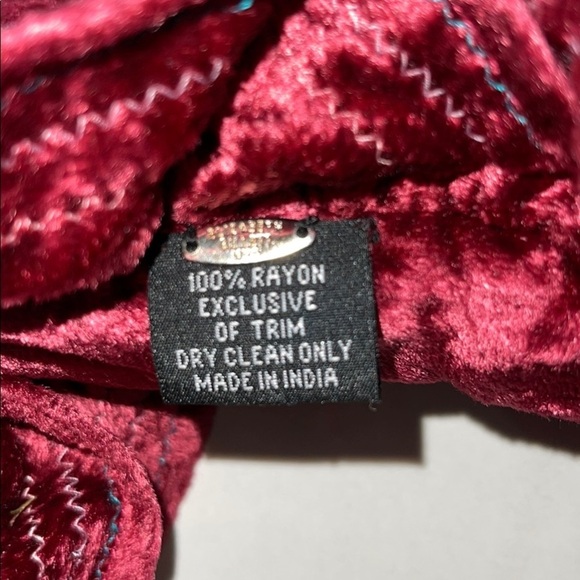 100% RAYON
EXCLUSIVE
OF TRIM
DRY CLEAN ONLY
MADE IN INDIA